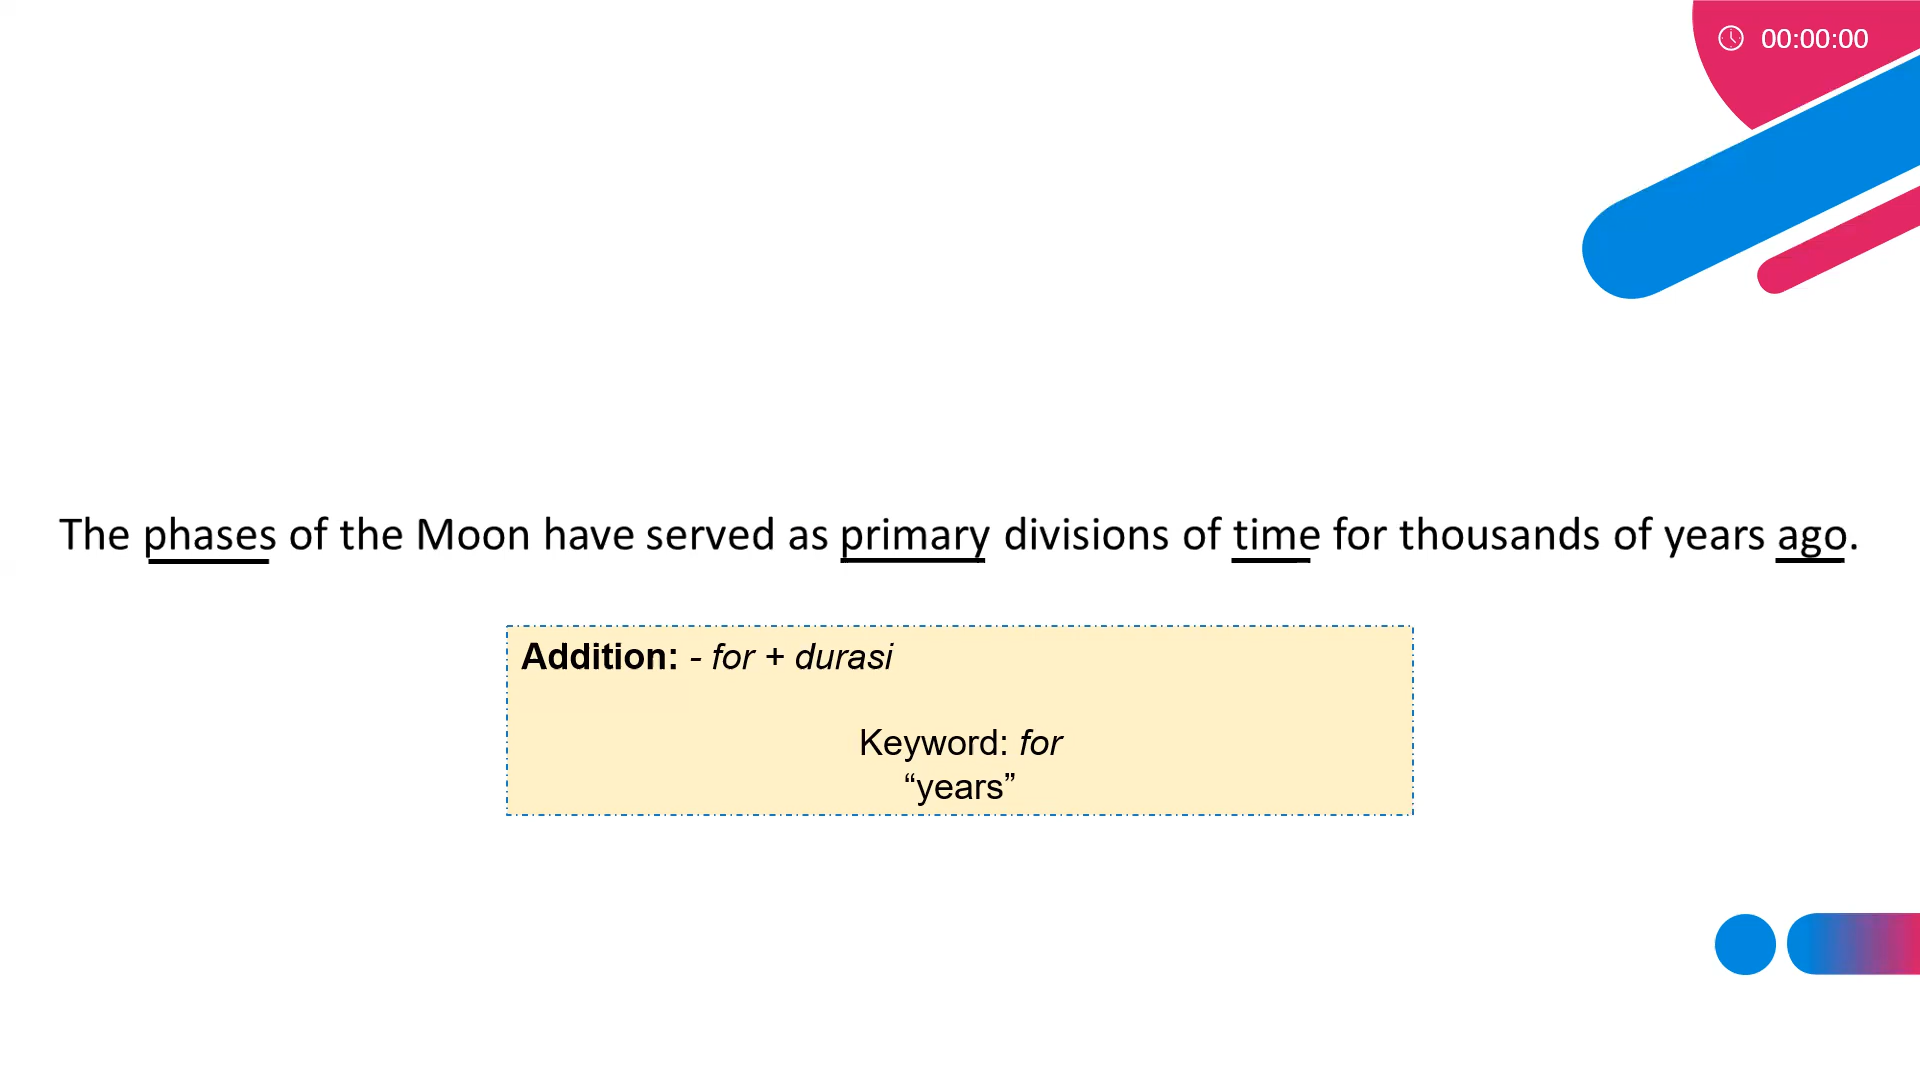 00:00:00
The phases of the Moon have served as primary divisions of time for thousands of years ago.
Addition: - for + durasi
Keyword: for
“years”